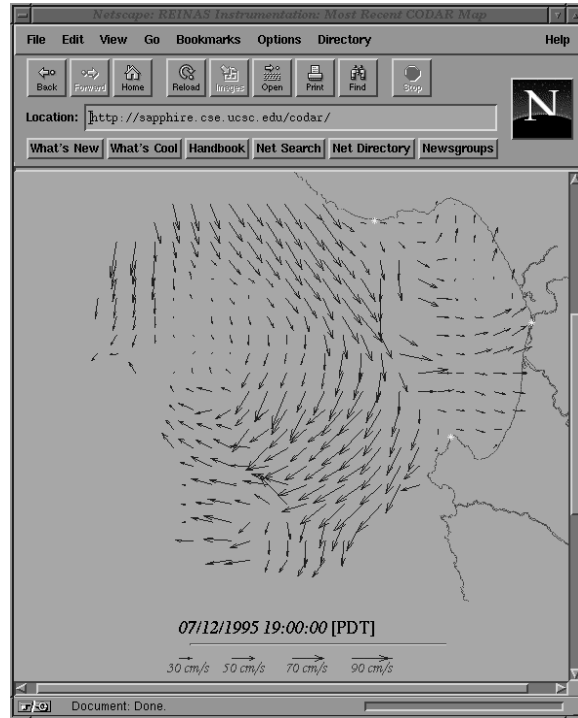 Netscape: REINAS Instrumentation: Most Recent CODAR Map
File Edit View Go Bookmarks Options Directory Help
Back Forward Home Reload Images Open Print Find Stop
N
Location: http://sapphire.cse.ucsc.edu/codar/
What's New What's Cool Handbook Net Search Net Directory Newsgroups
07/12/1995 19:00:00 [PDT]
30 cm/s 50 cm/s 70 cm/s 90 cm/s
Document: Done.